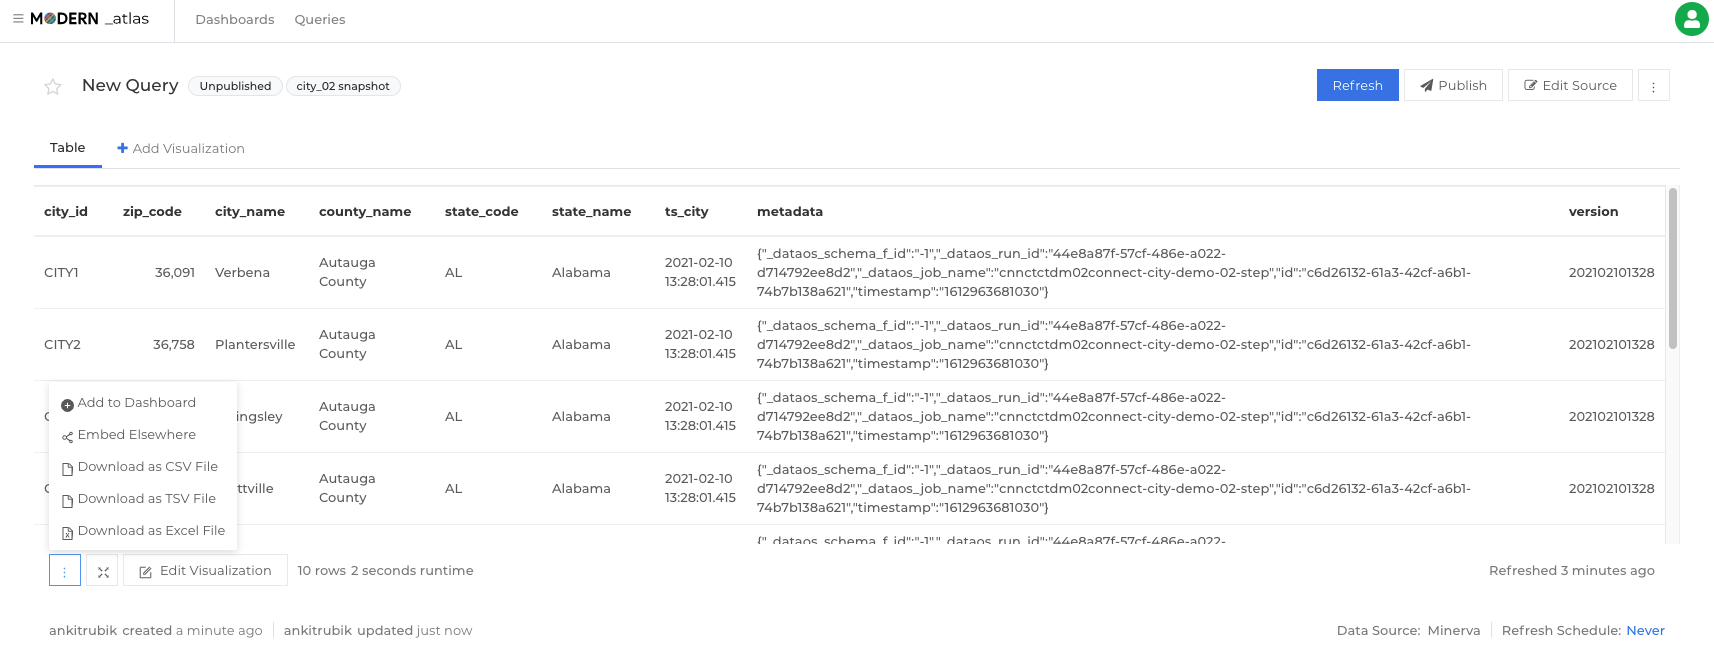 MODERN _atlas Dashboards Queries
New Query Unpublished city_02 snapshot Refresh Publish Edit Source
Table Add Visualization
city_id zip_code city_name county_name state_code state_name ts_city metadata version
CITY1 36,091 Verbena Autauga County AL Alabama 2021-02-10 13:28:01.415 {"_dataos_schema_f_id":"-1","_dataos_run_id":"44e8a87f-57cf-486e-a022-
d714792ee8d2","_dataos_job_name":"cnnctctdm02connect-city-demo-02-step","id":"c6d26132-61a3-42cf-a6b1-
74b7b138a621","timestamp":"1612963681030"} 202102101328
CITY2 36,758 Plantersville Autauga County AL Alabama 2021-02-10 13:28:01.415 {"_dataos_schema_f_id":"-1","_dataos_run_id":"44e8a87f-57cf-486e-a022-
d714792ee8d2","_dataos_job_name":"cnnctctdm02connect-city-demo-02-step","id":"c6d26132-61a3-42cf-a6b1-
74b7b138a621","timestamp":"1612963681030"} 202102101328
C ingsley Autauga County AL Alabama 2021-02-10 13:28:01.415 {"_dataos_schema_f_id":"-1","_dataos_run_id":"44e8a87f-57cf-486e-a022-
d714792ee8d2","_dataos_job_name":"cnnctctdm02connect-city-demo-02-step","id":"c6d26132-61a3-42cf-a6b1-
74b7b138a621","timestamp":"1612963681030"} 202102101328
C ttville Autauga County AL Alabama 2021-02-10 13:28:01.415 {"_dataos_schema_f_id":"-1","_dataos_run_id":"44e8a87f-57cf-486e-a022-
d714792ee8d2","_dataos_job_name":"cnnctctdm02connect-city-demo-02-step","id":"c6d26132-61a3-42cf-a6b1-
74b7b138a621","timestamp":"1612963681030"} 202102101328
{"_dataos_schema_f_id":"-1","_dataos_run_id":"44e8a87f-57cf-486e-a022-
Add to Dashboard
Embed Elsewhere
Download as CSV File
Download as TSV File
Download as Excel File
Edit Visualization 10 rows 2 seconds runtime Refreshed 3 minutes ago
ankitrubik created a minute ago ankitrubik updated just now Data Source: Minerva Refresh Schedule: Never